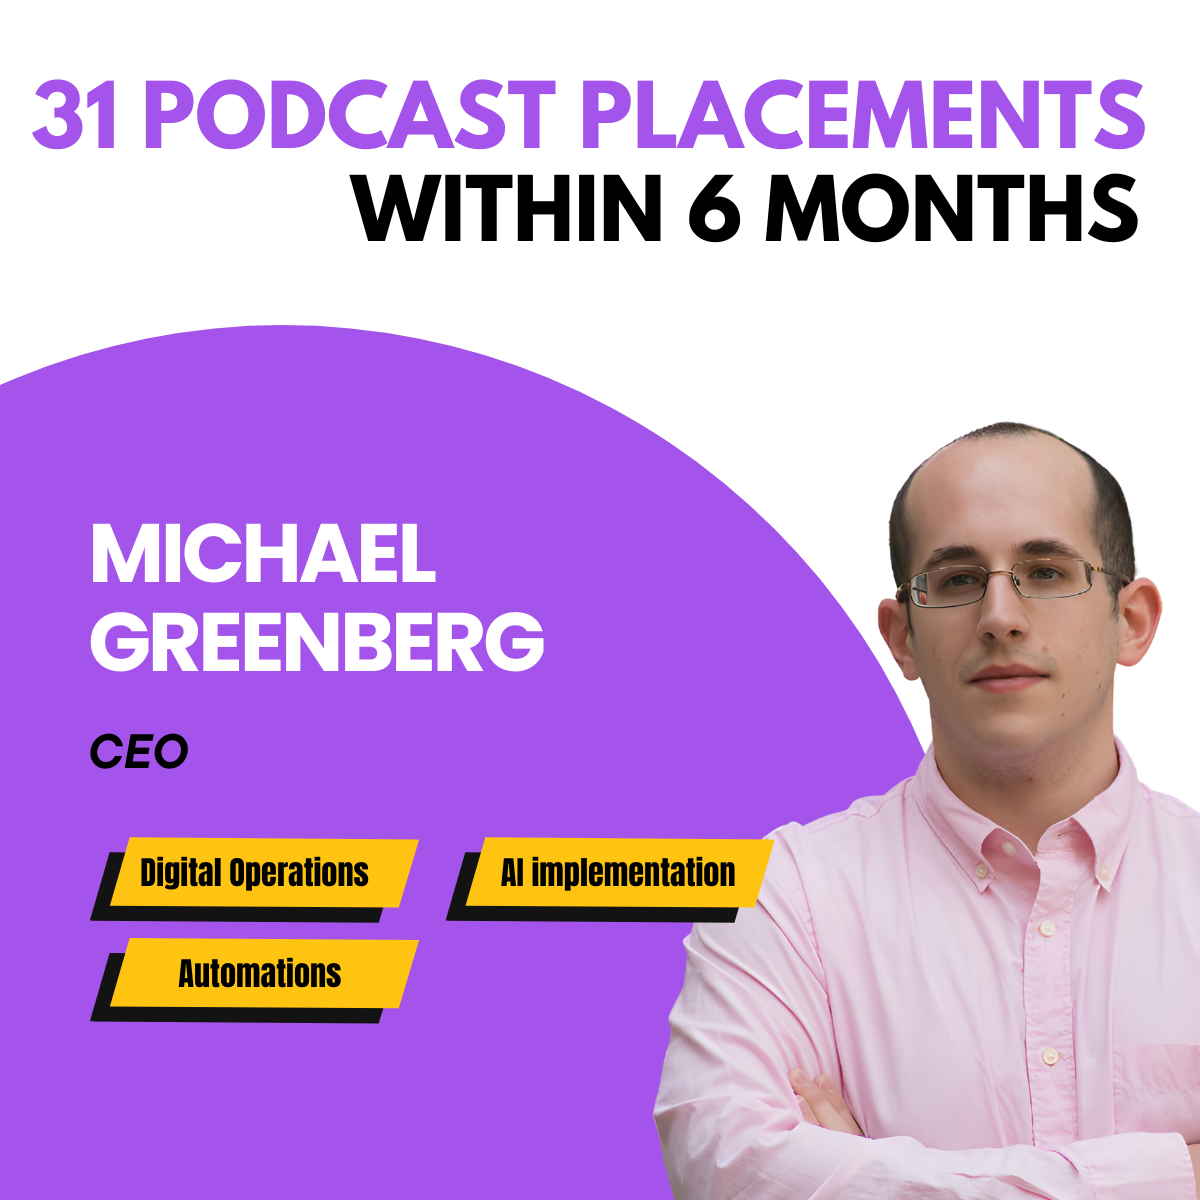 31 PODCAST PLACEMENTS
WITHIN 6 MONTHS
MICHAEL
GREENBERG
CEO
Digital Operations
AI implementation
Automations